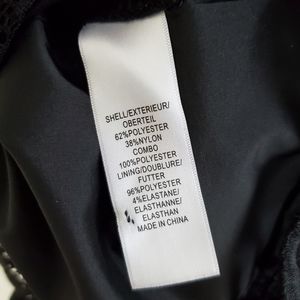 SHELL/EXTERIEUR/
OBERTEIL
62%POLYESTER
38%NYLON
COMBO
100%POLYESTER
LINING/DOUBLURE/
FUTTER
96%POLYESTER
4%ELASTANE/
ELASTHANNE/
ELASTHAN
MADE IN CHINA